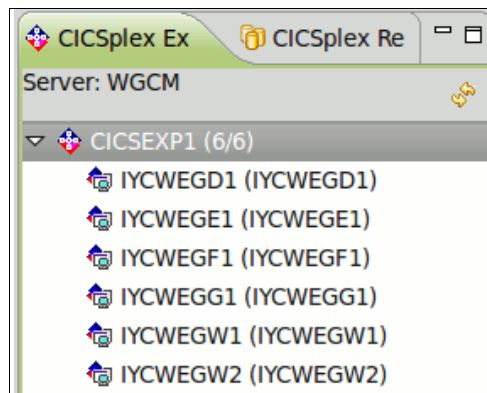 CICSplex Ex CICSplex Re
Server: WGCM
CICSEXP1 (6/6)
IYCWEGD1 (IYCWEGD1)
IYCWEGE1 (IYCWEGE1)
IYCWEGF1 (IYCWEGF1)
IYCWEGG1 (IYCWEGG1)
IYCWEGW1 (IYCWEGW1)
IYCWEGW2 (IYCWEGW2)